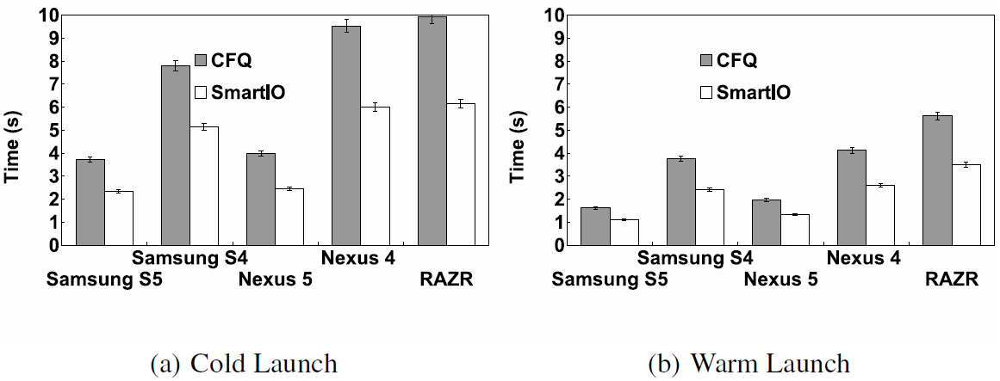 10
9
8
7
6
5
4
3
2
1
0
Time (s)
CFQ
SmartIO
Samsung S4
Nexus 4
Samsung S5
Nexus 5
RAZR
(a) Cold Launch
10
9
8
7
6
5
4
3
2
1
0
Time (s)
CFQ
SmartIO
Samsung S4
Nexus 4
Samsung S5
Nexus 5
RAZR
(b) Warm Launch